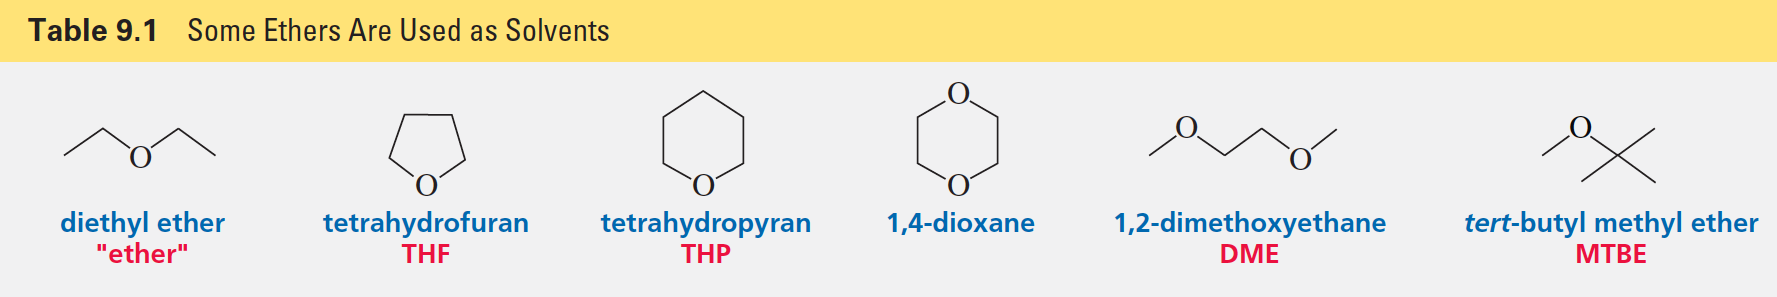 Table 9.1 Some Ethers Are Used as Solvents
O O O O O O O O
diethyl ether tetrahydrofuran tetrahydropyran 1,4-dioxane 1,2-dimethoxyethane tert-butyl methyl ether
"ether" THF THP DME MTBE